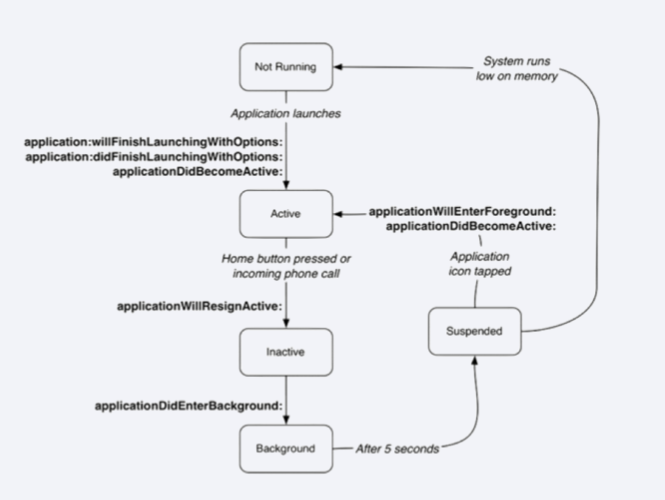 Not Running
System runs
low on memory
Application launches
application:willFinishLaunchingWithOptions:
application:didFinishLaunchingWithOptions:
applicationDidBecomeActive:
Active
applicationWillEnterForeground:
applicationDidBecomeActive:
Home button pressed or
incoming phone call
Application
icon tapped
applicationWillResignActive:
Suspended
Inactive
applicationDidEnterBackground:
Background
After 5 seconds